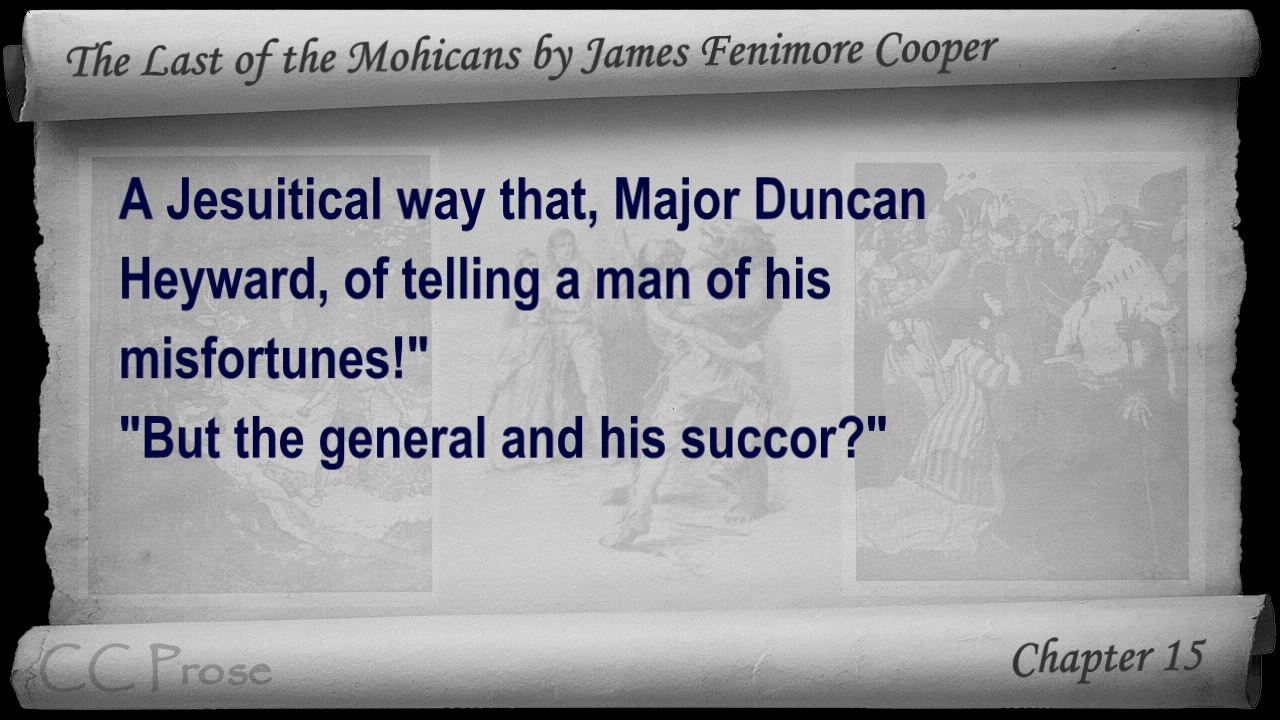 The Last of the Mohicans by James Fenimore Cooper
A Jesuitical way that, Major Duncan
Heyward, of telling a man of his
misfortunes!"
"But the general and his succor?"
CC Prose
Chapter 15